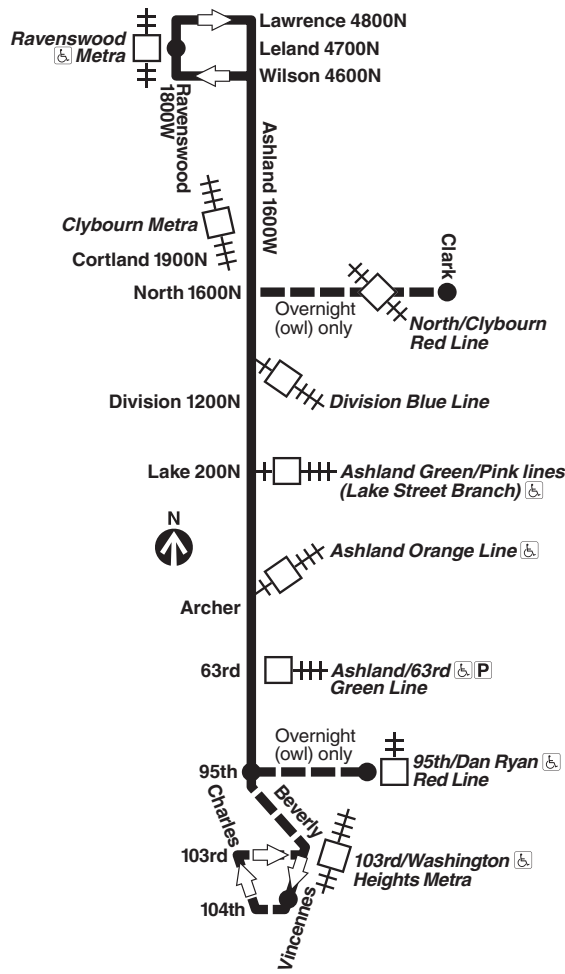 Lawrence 4800N
Ravenswood
Metra
Leland 4700N
Wilson 4600N
Ravenswood
1800W
Ashland 1600W
Clybourn Metra
Cortland 1900N
Clark
North 1600N
Overnight
(owl) only
North/Clybourn
Red Line
Division 1200N
Division Blue Line
Lake 200N
Ashland Green/Pink lines
(Lake Street Branch)
N
Ashland Orange Line
Archer
63rd
Ashland/63rd P
Green Line
Overnight
(owl) only
95th
95th/Dan Ryan
Red Line
Charles
Beverly
103rd
103rd/Washington
Heights Metra
104th
Vincennes